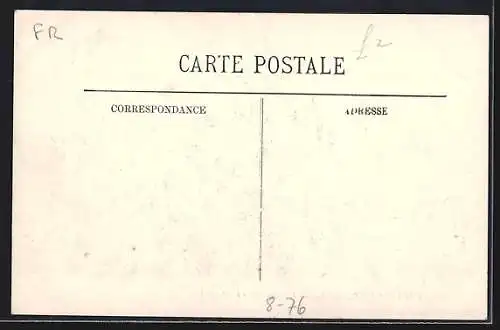 FR
£2
CARTE POSTALE
CORRESPONDANCE
ADRESSE
8-76